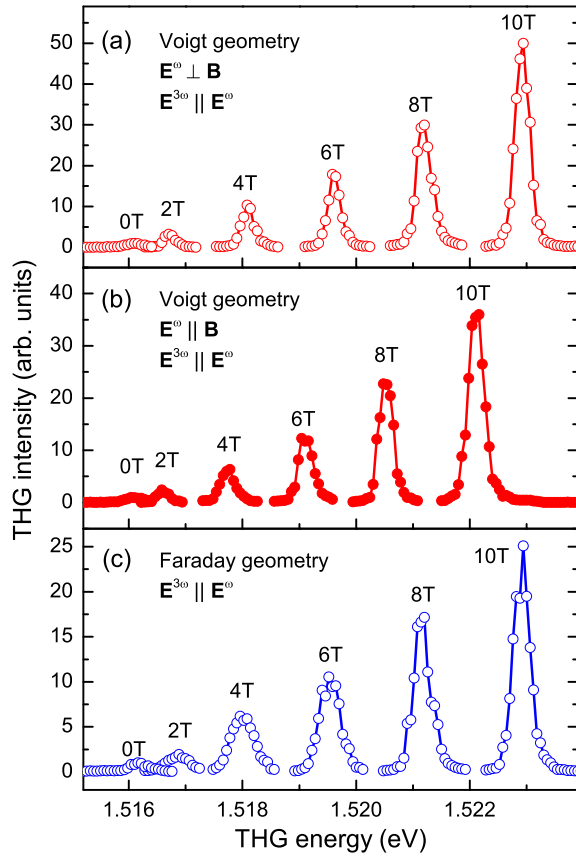 (a) Voigt geometry
E^ω ⊥ B
E^3ω || E^ω
0T 2T 4T 6T 8T 10T
50
40
30
20
10
0
(b) Voigt geometry
E^ω || B
E^3ω || E^ω
0T 2T 4T 6T 8T 10T
40
30
20
10
0
(c) Faraday geometry
E^3ω || E^ω
0T 2T 4T 6T 8T 10T
25
20
15
10
5
0
THG intensity (arb. units)
1.516 1.518 1.520 1.522
THG energy (eV)